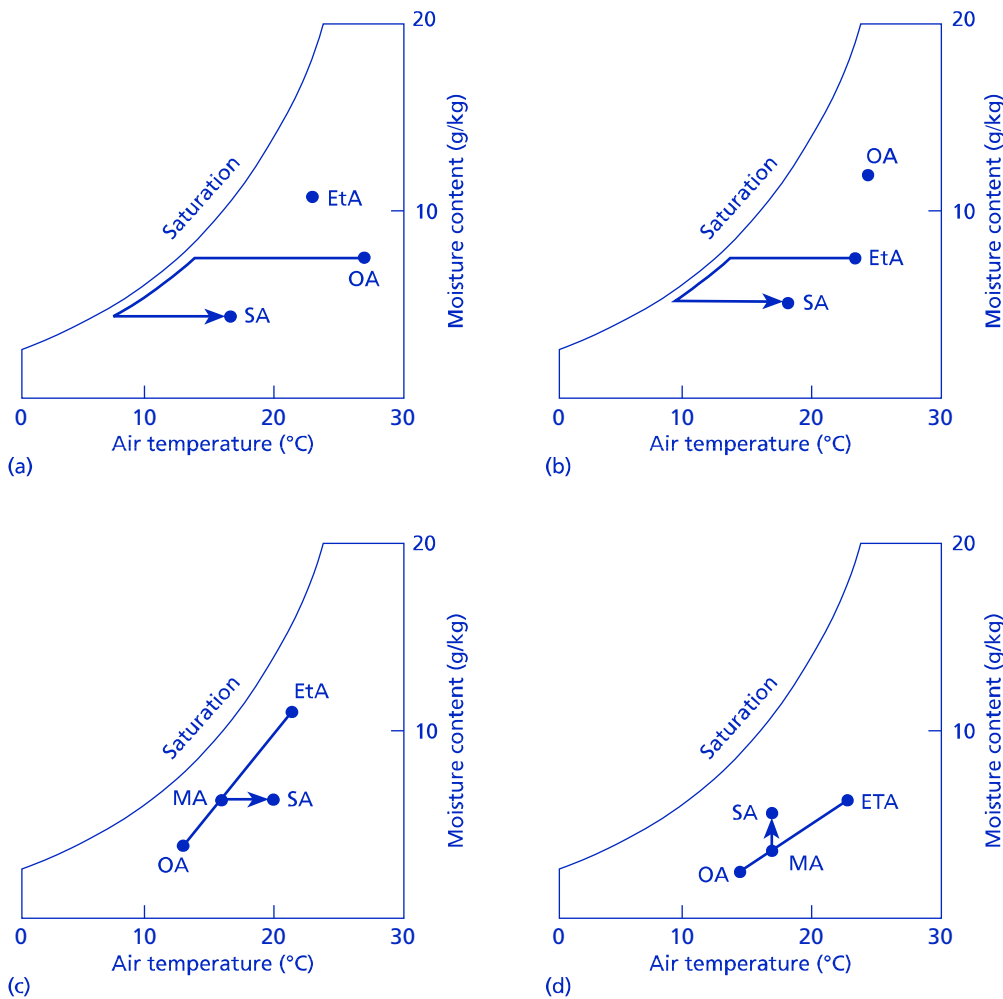 20
Saturation
EtA
10
OA
SA
Moisture content (g/kg)
0 10 20 30
Air temperature (°C)
(a)
20
OA
Saturation
10
EtA
SA
Moisture content (g/kg)
0 10 20 30
Air temperature (°C)
(b)
20
Saturation
EtA
10
MA SA
OA
Moisture content (g/kg)
0 10 20 30
Air temperature (°C)
(c)
20
Saturation
10
SA ETA
OA MA
Moisture content (g/kg)
0 10 20 30
Air temperature (°C)
(d)